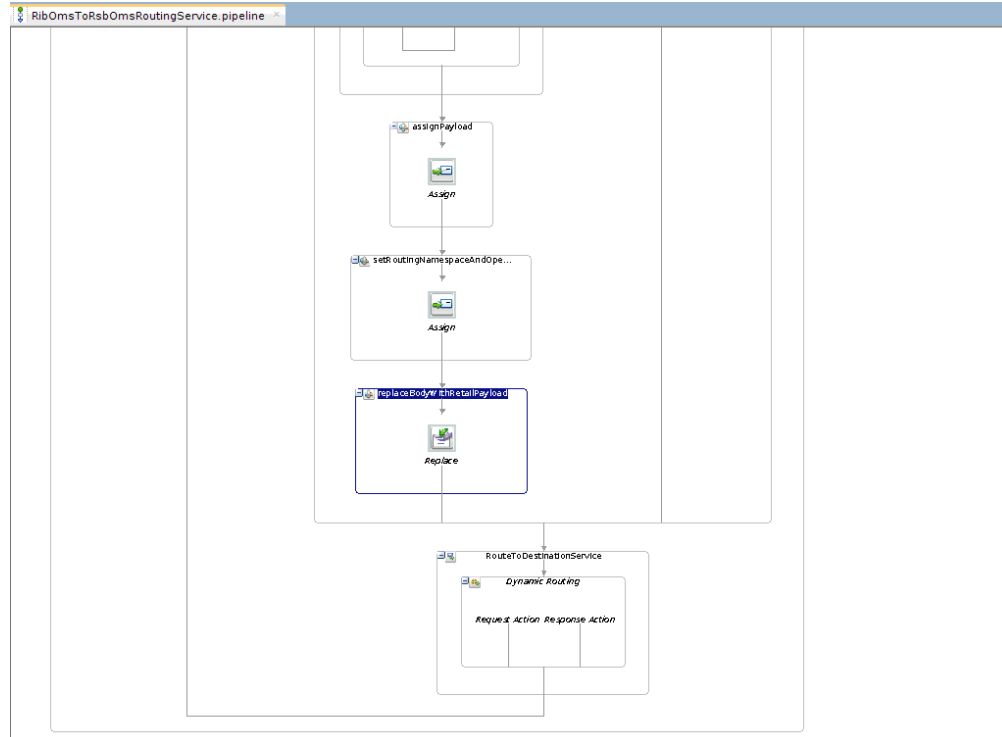 RibOmsToRsbOmsRoutingService.pipeline
assignPayload
Assign
setRoutingNamespaceAndOpe...
Assign
replaceBodyWithRetailPayload
Replace
RouteToDestinationService
Dynamic Routing
Request Action Response Action